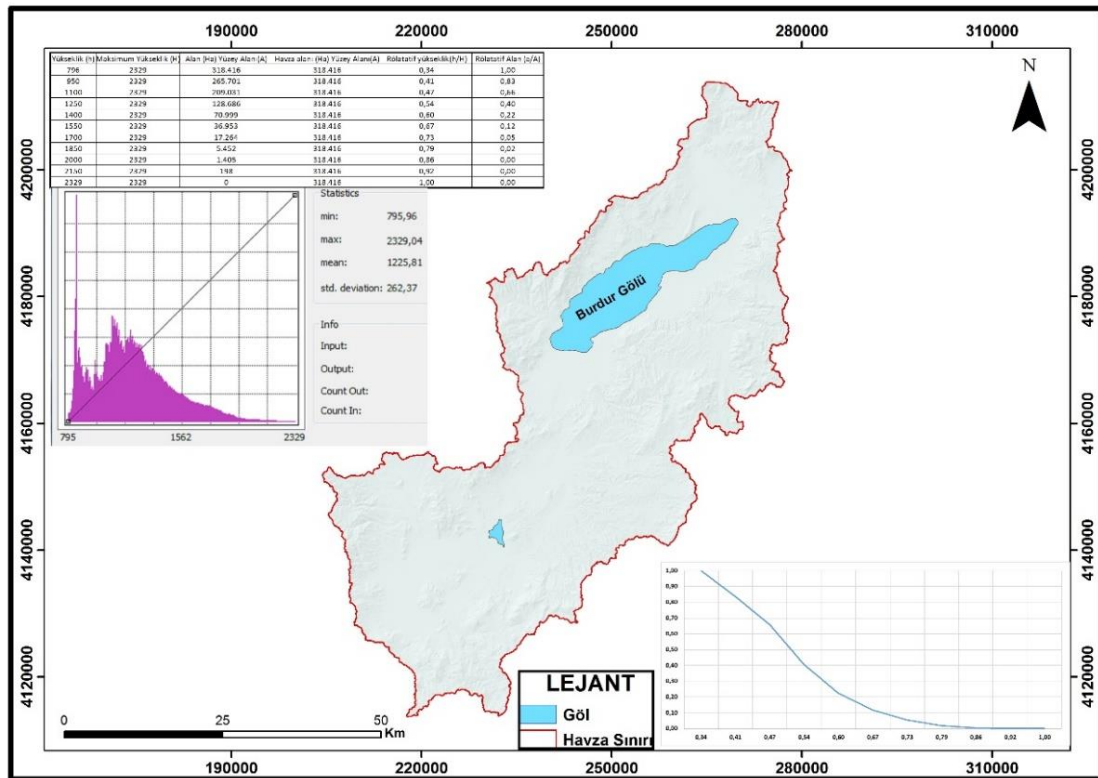 190000 220000 250000 280000 310000
Yükseklik (h) Maksimum Yükseklik (H) Alan (Ha) Yüzey Alanı(A) Havza alanı (Ha) Yüzey Alanı(A) Rölatatif yükseklik(h/H) Rölatatif Alan (a/A)
796 2329 318.416 318.416 0,34 1,00
950 2329 265.701 318.416 0,41 0,83
1100 2329 209.031 318.416 0,47 0,66
1250 2329 128.686 318.416 0,54 0,40
1400 2329 70.999 318.416 0,60 0,22
1550 2329 36.953 318.416 0,67 0,12
1700 2329 17.264 318.416 0,73 0,05
1850 2329 5.452 318.416 0,79 0,02
2000 2329 318.416 0,86 0,00
2150 2329 198 318.416 0,92 0,00
2329 2329 0 318.416 1,00 0,00
N
4200000 4200000
Statistics
min: 795,96
max: 2329,04
mean: 1225,81
std. deviation: 262,37
Info
Input:
Output:
Count Out:
Count In:
795 1562 2329
Burdur Gölü
4180000 4180000
4160000 4160000
4140000 4140000
4120000 4120000
1,00
0,90
0,80
0,70
0,60
0,50
0,40
0,30
0,20
0,10
0,00
0,34 0,41 0,47 0,54 0,60 0,67 0,73 0,79 0,86 0,92 1,00
LEJANT
Göl
Havza Sınırı
0 25 50
Km
190000 220000 250000 280000 310000